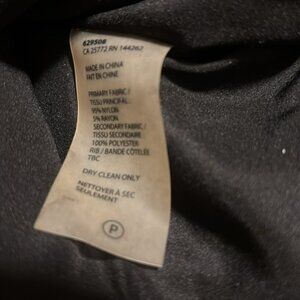 629508
CA 25772 RN 144262
MADE IN CHINA
FAIT EN CHINE
PRIMARY FABRIC /
TISSU PRINCIPAL:
95% NYLON
5% RAYON
SECONDARY FABRIC /
TISSU SECONDAIRE:
100% POLYESTER
RIB / BANDE CÔTELÉE
TBC
DRY CLEAN ONLY
NETTOYER À SEC
SEULEMENT
P